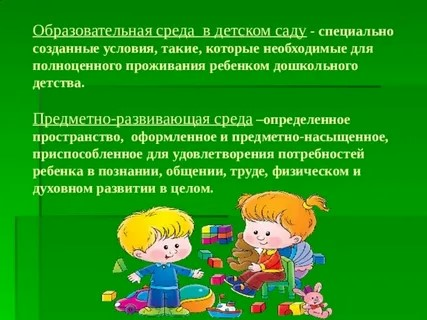 Образовательная среда в детском саду - специально
созданные условия, такие, которые необходимые для
полноценного проживания ребенком дошкольного
детства.
Предметно-развивающая среда –определенное
пространство, оформленное и предметно-насыщенное,
приспособленное для удовлетворения потребностей
ребенка в познании, общении, труде, физическом и
духовном развитии в целом.